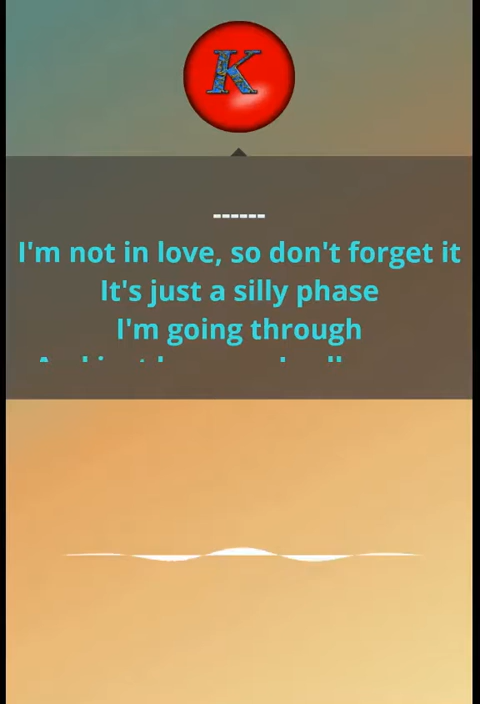 K
------
I'm not in love, so don't forget it
It's just a silly phase
I'm going through